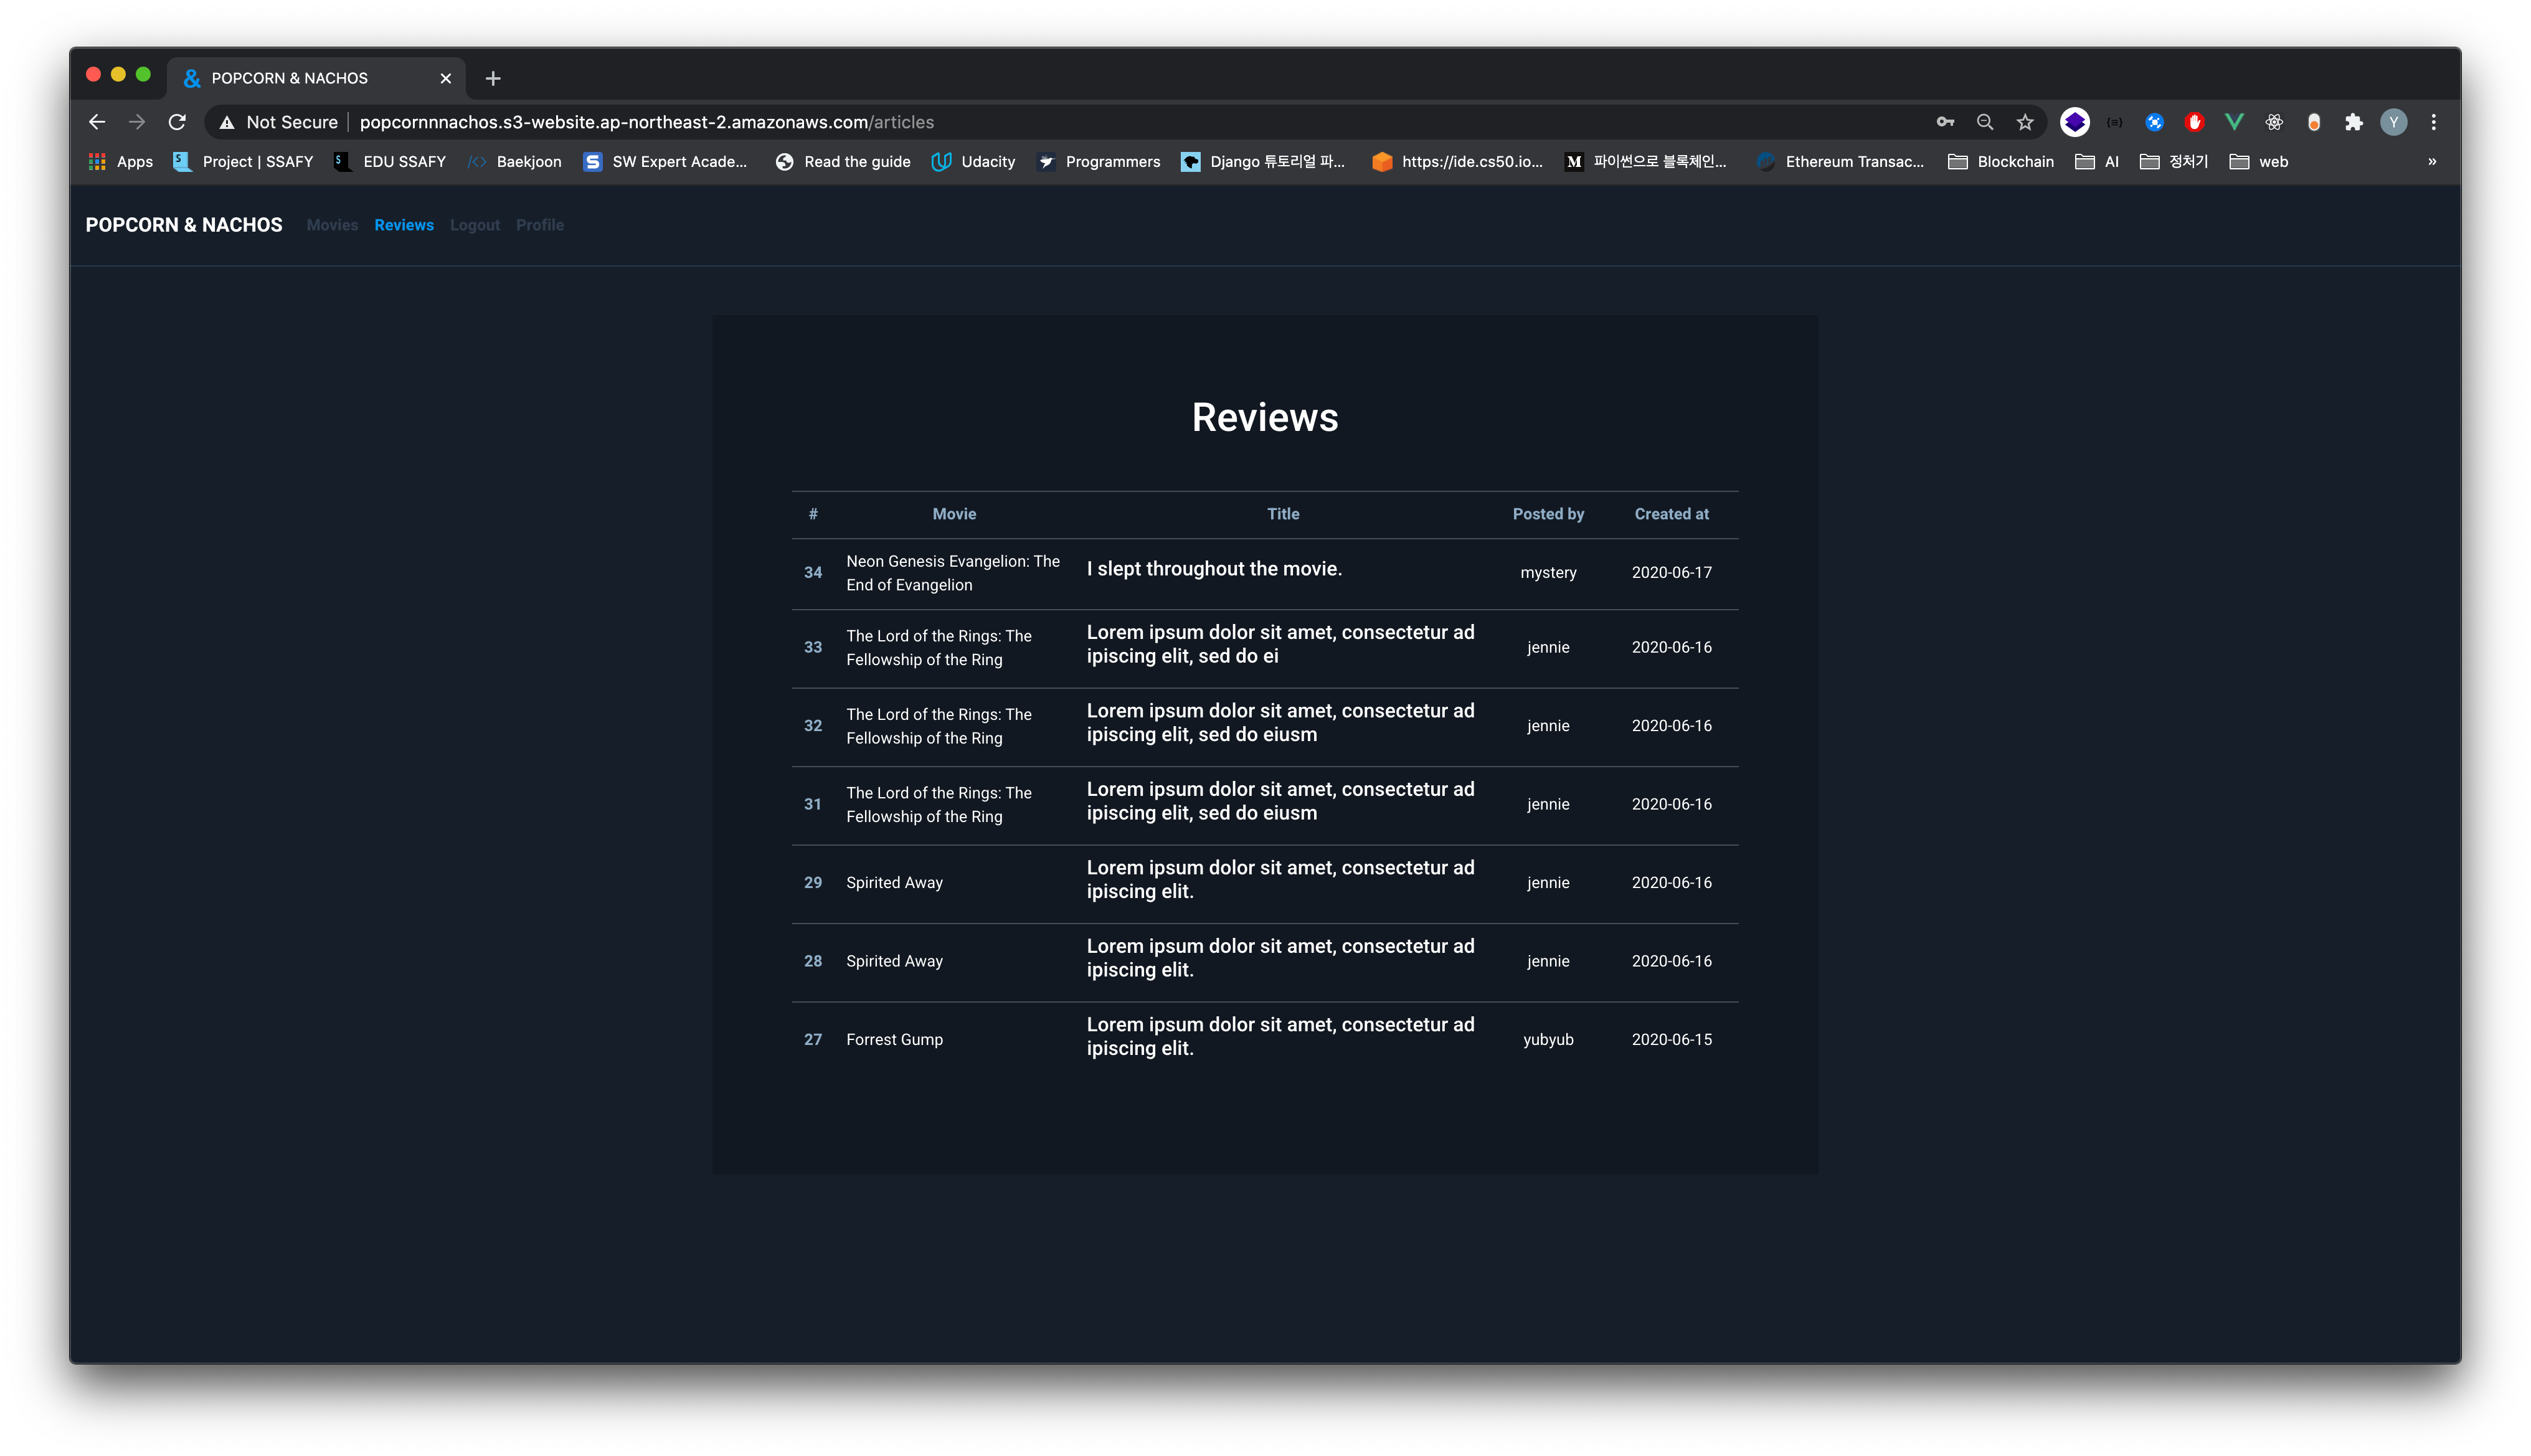 POPCORN & NACHOS
Not Secure popcornnnachos.s3-website.ap-northeast-2.amazonaws.com/articles
Y
Apps Project | SSAFY EDU SSAFY Baekjoon SW Expert Acade... Read the guide Udacity Programmers Django 튜토리얼 파... https://ide.cs50.io... 파이썬으로 블록체인... Ethereum Transac... Blockchain AI 정처기 web »
POPCORN & NACHOS Movies Reviews Logout Profile
Reviews
# Movie Title Posted by Created at
34 Neon Genesis Evangelion: The I slept throughout the movie. mystery 2020-06-17
End of Evangelion
33 The Lord of the Rings: The Lorem ipsum dolor sit amet, consectetur ad jennie 2020-06-16
Fellowship of the Ring ipiscing elit, sed do ei
32 The Lord of the Rings: The Lorem ipsum dolor sit amet, consectetur ad jennie 2020-06-16
Fellowship of the Ring ipiscing elit, sed do eiusm
31 The Lord of the Rings: The Lorem ipsum dolor sit amet, consectetur ad jennie 2020-06-16
Fellowship of the Ring ipiscing elit, sed do eiusm
29 Spirited Away Lorem ipsum dolor sit amet, consectetur ad jennie 2020-06-16
ipiscing elit.
28 Spirited Away Lorem ipsum dolor sit amet, consectetur ad jennie 2020-06-16
ipiscing elit.
27 Forrest Gump Lorem ipsum dolor sit amet, consectetur ad yubyub 2020-06-15
ipiscing elit.